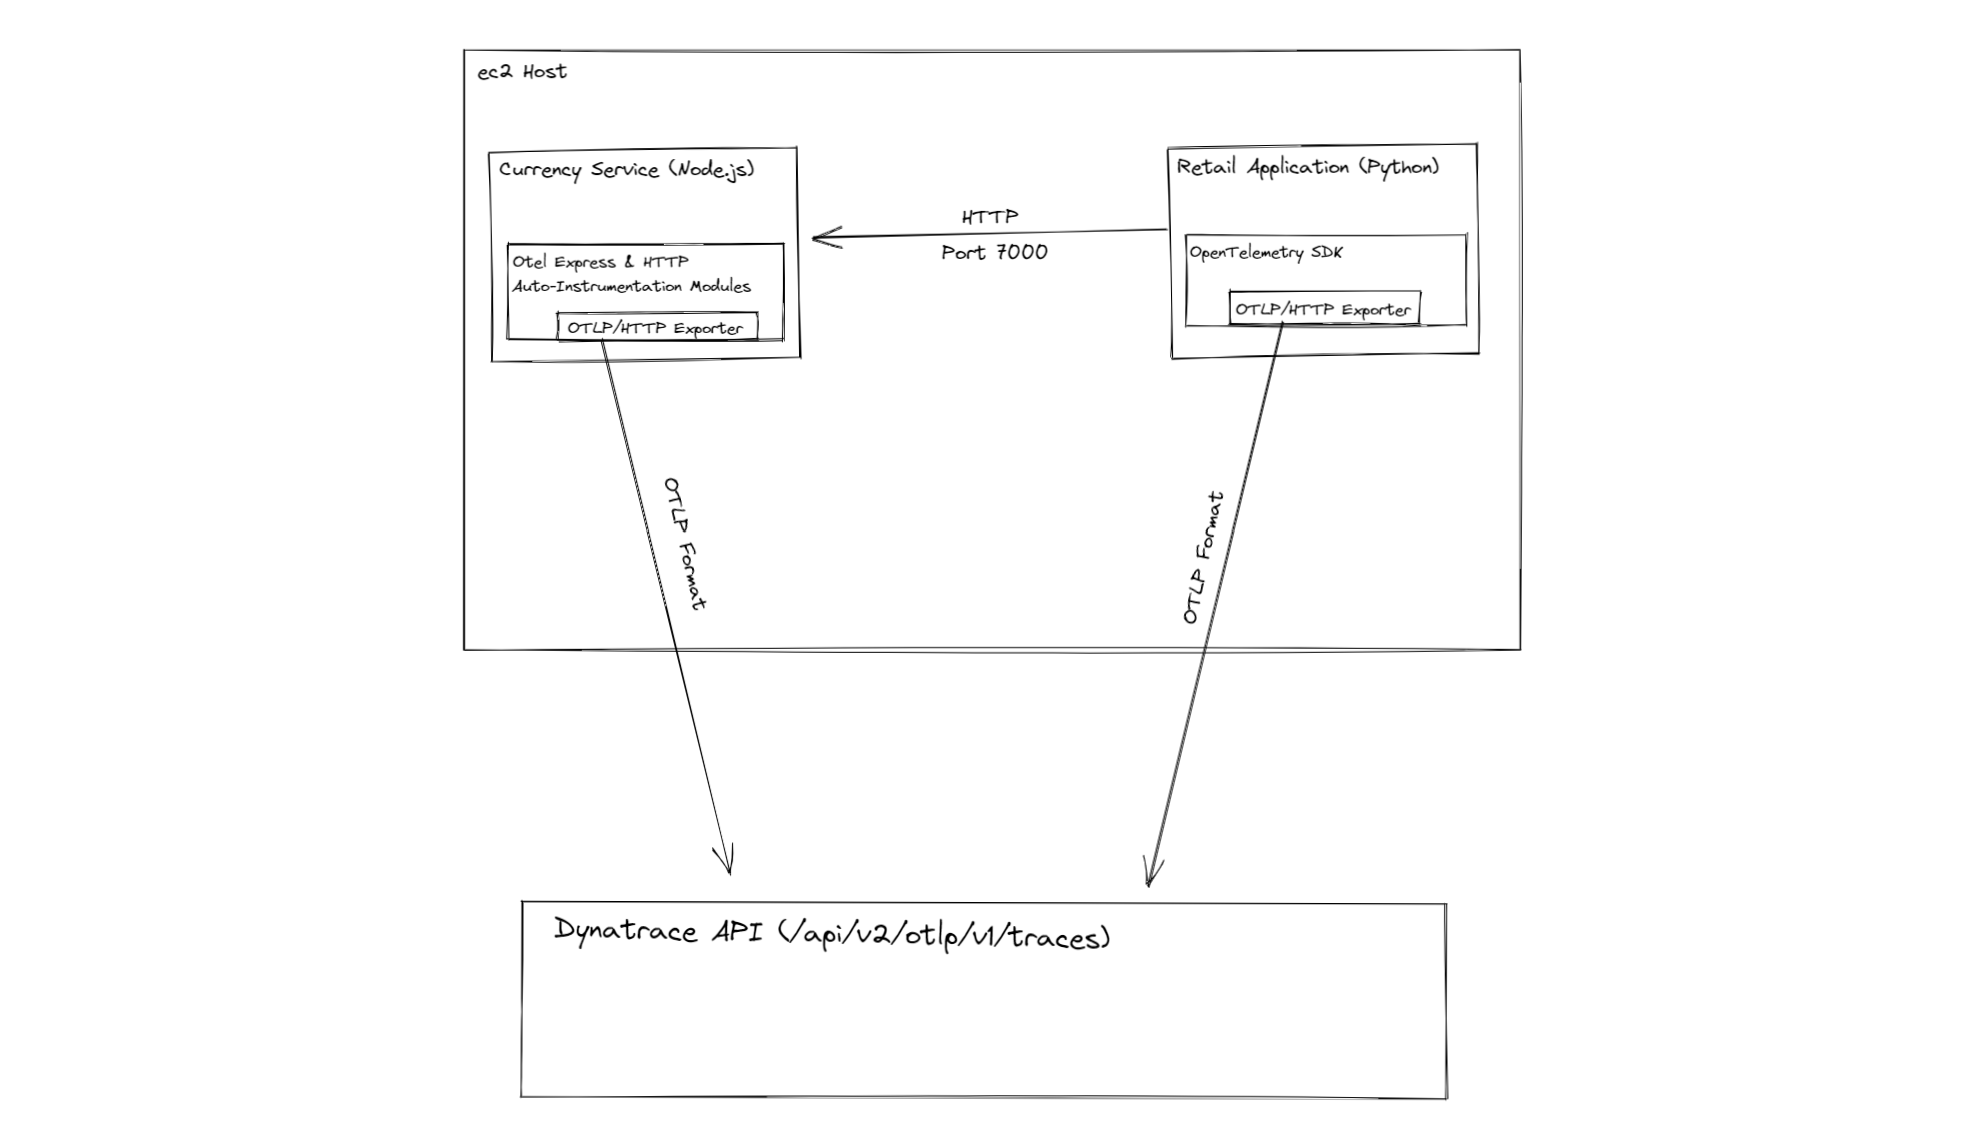 ec2 Host
Currency Service (Node.js)
Otel Express & HTTP
Auto-Instrumentation Modules
OTLP/HTTP Exporter
HTTP
Port 7000
Retail Application (Python)
OpenTelemetry SDK
OTLP/HTTP Exporter
OTLP Format
OTLP Format
Dynatrace API (/api/v2/otlp/v1/traces)